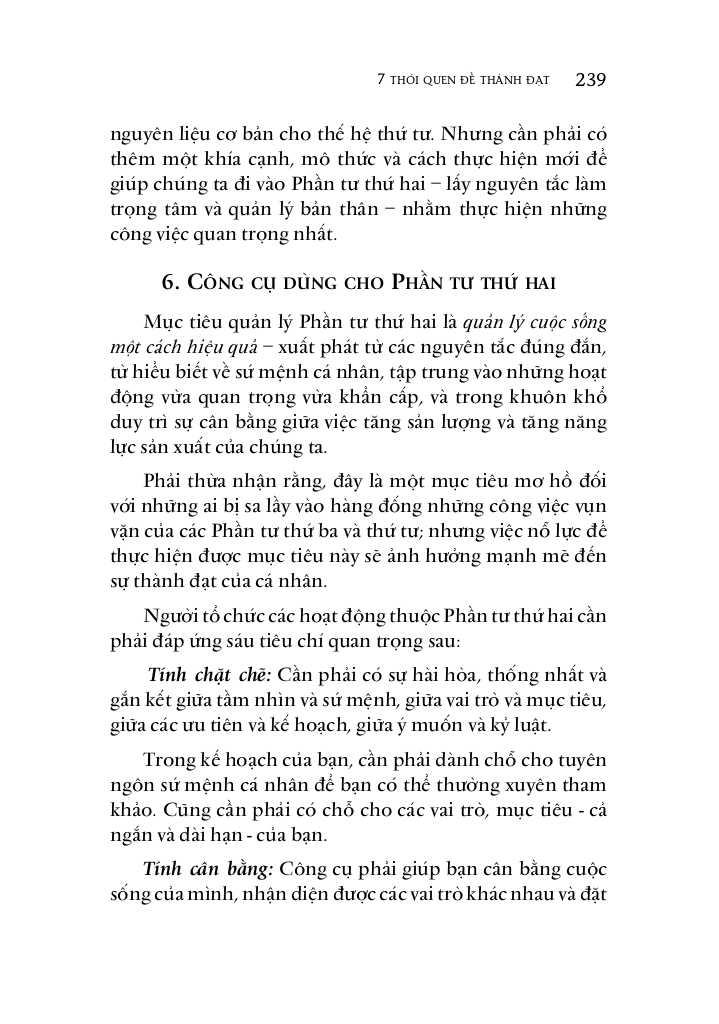 7 THÓI QUEN ĐỂ THÀNH ĐẠT 239
nguyên liệu cơ bản cho thế hệ thứ tư. Nhưng cần phải có
thêm một khía cạnh, mô thức và cách thực hiện mới để
giúp chúng ta đi vào Phần tư thứ hai – lấy nguyên tắc làm
trọng tâm và quản lý bản thân – nhằm thực hiện những
công việc quan trọng nhất.
6. CÔNG CỤ DÙNG CHO PHẦN TƯ THỨ HAI
Mục tiêu quản lý Phần tư thứ hai là quản lý cuộc sống
một cách hiệu quả – xuất phát từ các nguyên tắc đúng đắn,
từ hiểu biết về sứ mệnh cá nhân, tập trung vào những hoạt
động vừa quan trọng vừa khẩn cấp, và trong khuôn khổ
duy trì sự cân bằng giữa việc tăng sản lượng và tăng năng
lực sản xuất của chúng ta.
Phải thừa nhận rằng, đây là một mục tiêu mơ hồ đối
với những ai bị sa lầy vào hàng đống những công việc vụn
vặn của các Phần tư thứ ba và thứ tư; nhưng việc nỗ lực để
thực hiện được mục tiêu này sẽ ảnh hưởng mạnh mẽ đến
sự thành đạt của cá nhân.
Người tổ chức các hoạt động thuộc Phần tư thứ hai cần
phải đáp ứng sáu tiêu chí quan trọng sau:
Tính chặt chẽ: Cần phải có sự hài hòa, thống nhất và
gắn kết giữa tầm nhìn và sứ mệnh, giữa vai trò và mục tiêu,
giữa các ưu tiên và kế hoạch, giữa ý muốn và kỷ luật.
Trong kế hoạch của bạn, cần phải dành chỗ cho tuyên
ngôn sứ mệnh cá nhân để bạn có thể thường xuyên tham
khảo. Cũng cần phải có chỗ cho các vai trò, mục tiêu - cả
ngắn và dài hạn - của bạn.
Tính cân bằng: Công cụ phải giúp bạn cân bằng cuộc
sống của mình, nhận diện được các vai trò khác nhau và đặt